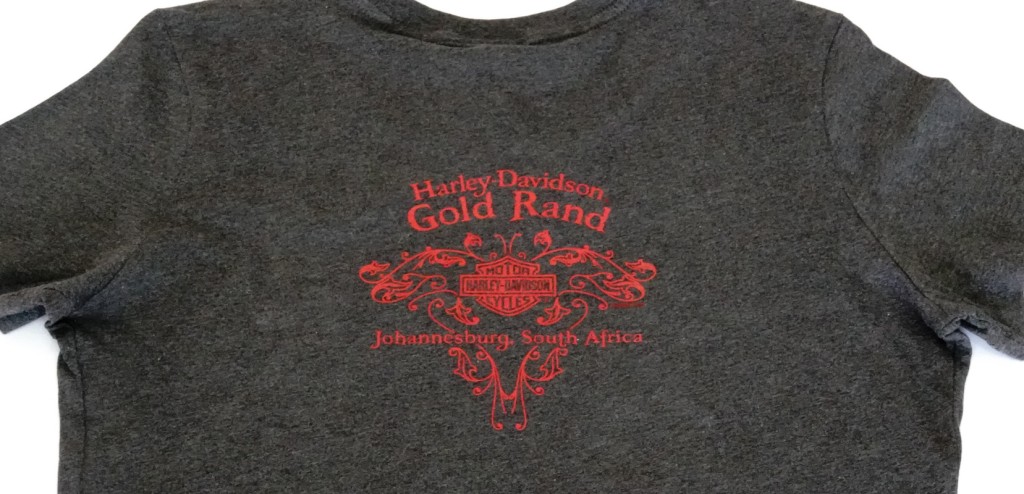 Harley-Davidson
Gold Rand
MOTOR
HARLEY-DAVIDSON
CYCLES
Johannesburg, South Africa